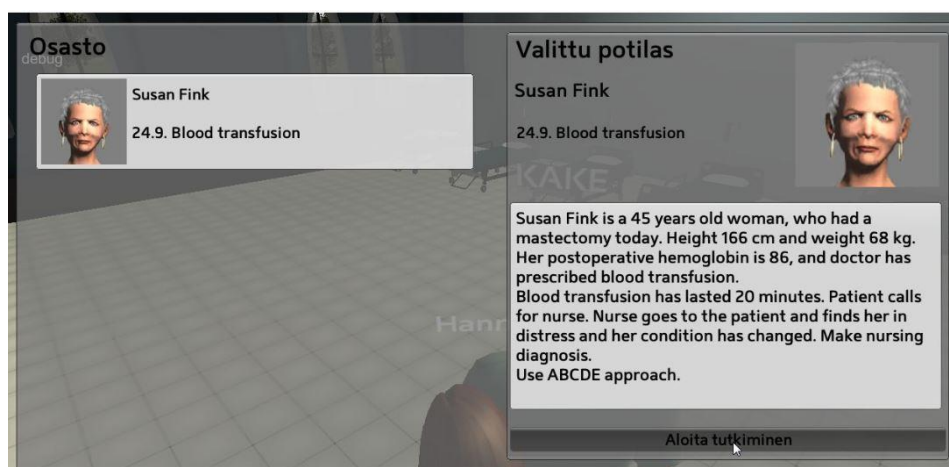 Osasto
debug
Susan Fink
24.9. Blood transfusion
Valittu potilas
Susan Fink
24.9. Blood transfusion
KAKE
Susan Fink is a 45 years old woman, who had a
mastectomy today. Height 166 cm and weight 68 kg.
Her postoperative hemoglobin is 86, and doctor has
prescribed blood transfusion.
Blood transfusion has lasted 20 minutes. Patient calls
for nurse. Nurse goes to the patient and finds her in
distress and her condition has changed. Make nursing
diagnosis.
Use ABCDE approach.
Aloita tutkiminen